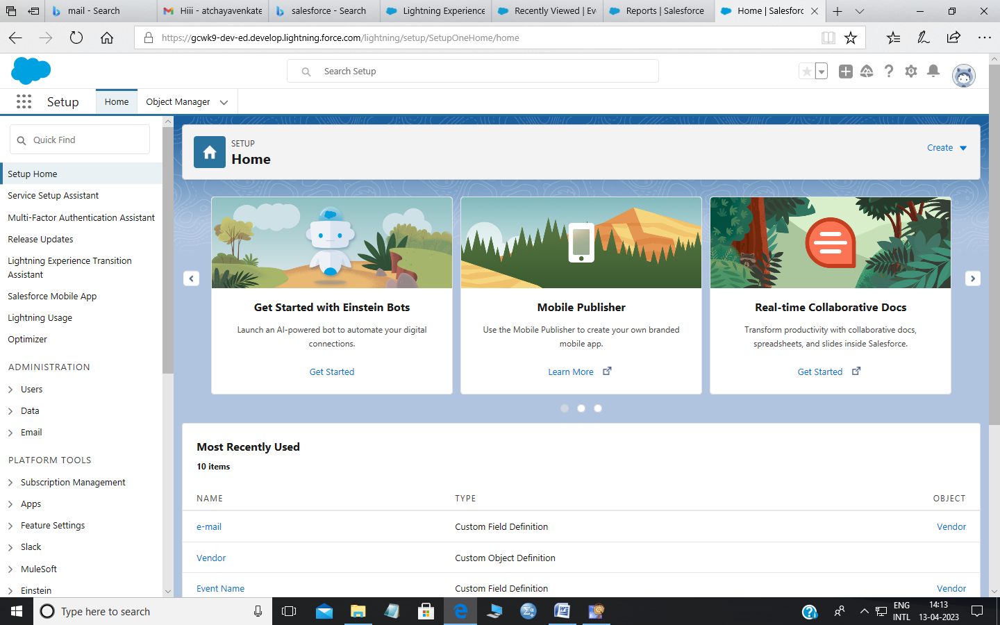 mail - Search
Hiii - atchayavenkate
salesforce - Search
Lightning Experience
Recently Viewed | Ev
Reports | Salesforce
Home | Salesforc
https://gcwk9-dev-ed.develop.lightning.force.com/lightning/setup/SetupOneHome/home
Search Setup
Setup
Home
Object Manager
Quick Find
Setup Home
Service Setup Assistant
Multi-Factor Authentication Assistant
Release Updates
Lightning Experience Transition
Assistant
Salesforce Mobile App
Lightning Usage
Optimizer
ADMINISTRATION
Users
Data
Email
PLATFORM TOOLS
Subscription Management
Apps
Feature Settings
Slack
MuleSoft
Einstein
SETUP
Home
Create
Get Started with Einstein Bots
Launch an AI-powered bot to automate your digital
connections.
Get Started
Mobile Publisher
Use the Mobile Publisher to create your own branded
mobile app.
Learn More
Real-time Collaborative Docs
Transform productivity with collaborative docs,
spreadsheets, and slides inside Salesforce.
Get Started
Most Recently Used
10 items
NAME TYPE OBJECT
e-mail Custom Field Definition Vendor
Vendor Custom Object Definition
Event Name Custom Field Definition Vendor
Type here to search
ENG
INTL
14:13
13-04-2023